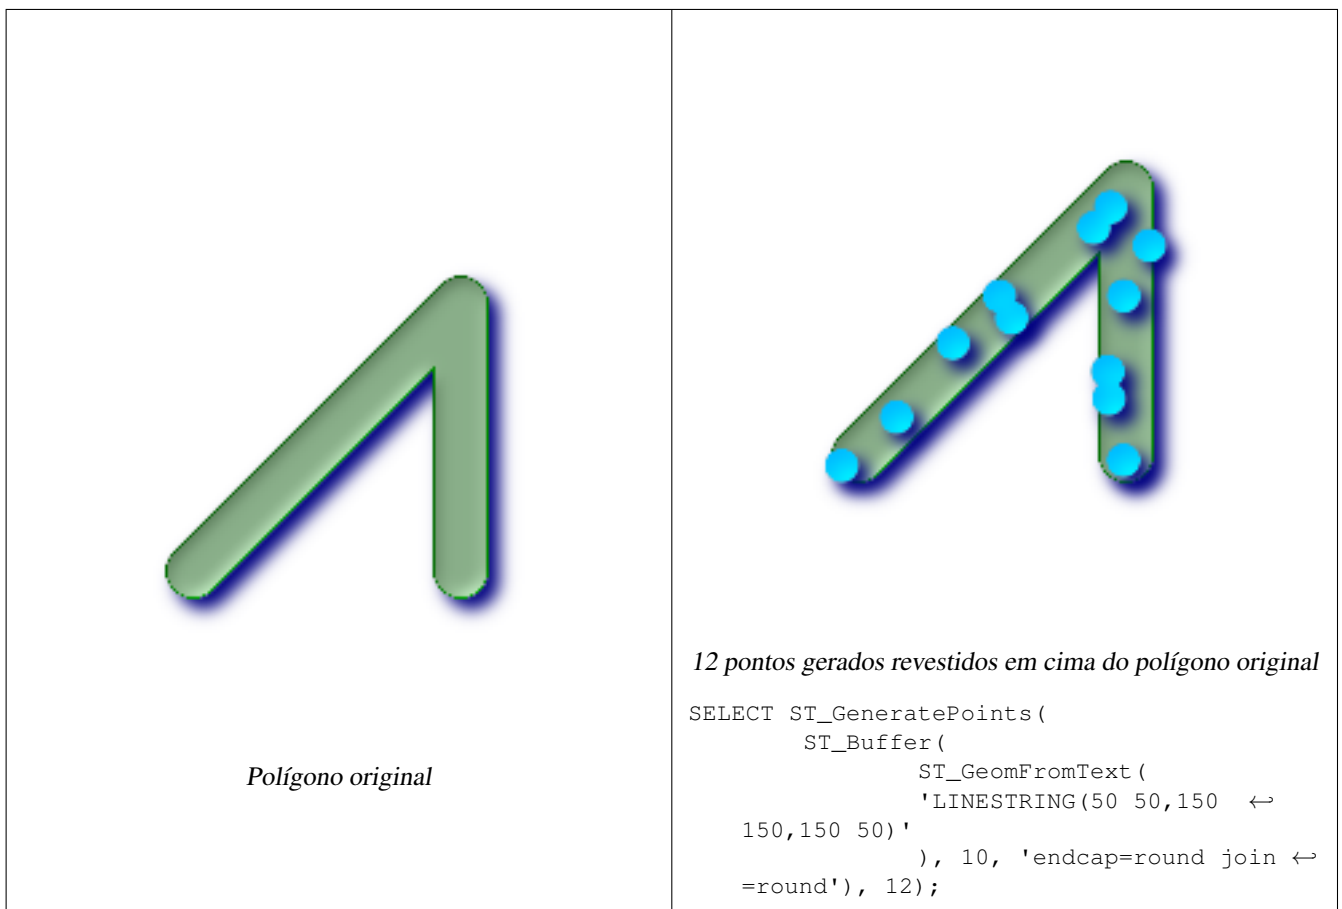 Polígono original
12 pontos gerados revestidos em cima do polígono original
SELECT ST_GeneratePoints(
ST_Buffer(
ST_GeomFromText(
'LINESTRING(50 50,150 ↩
150,150 50)'
), 10, 'endcap=round join ↩
=round'), 12);